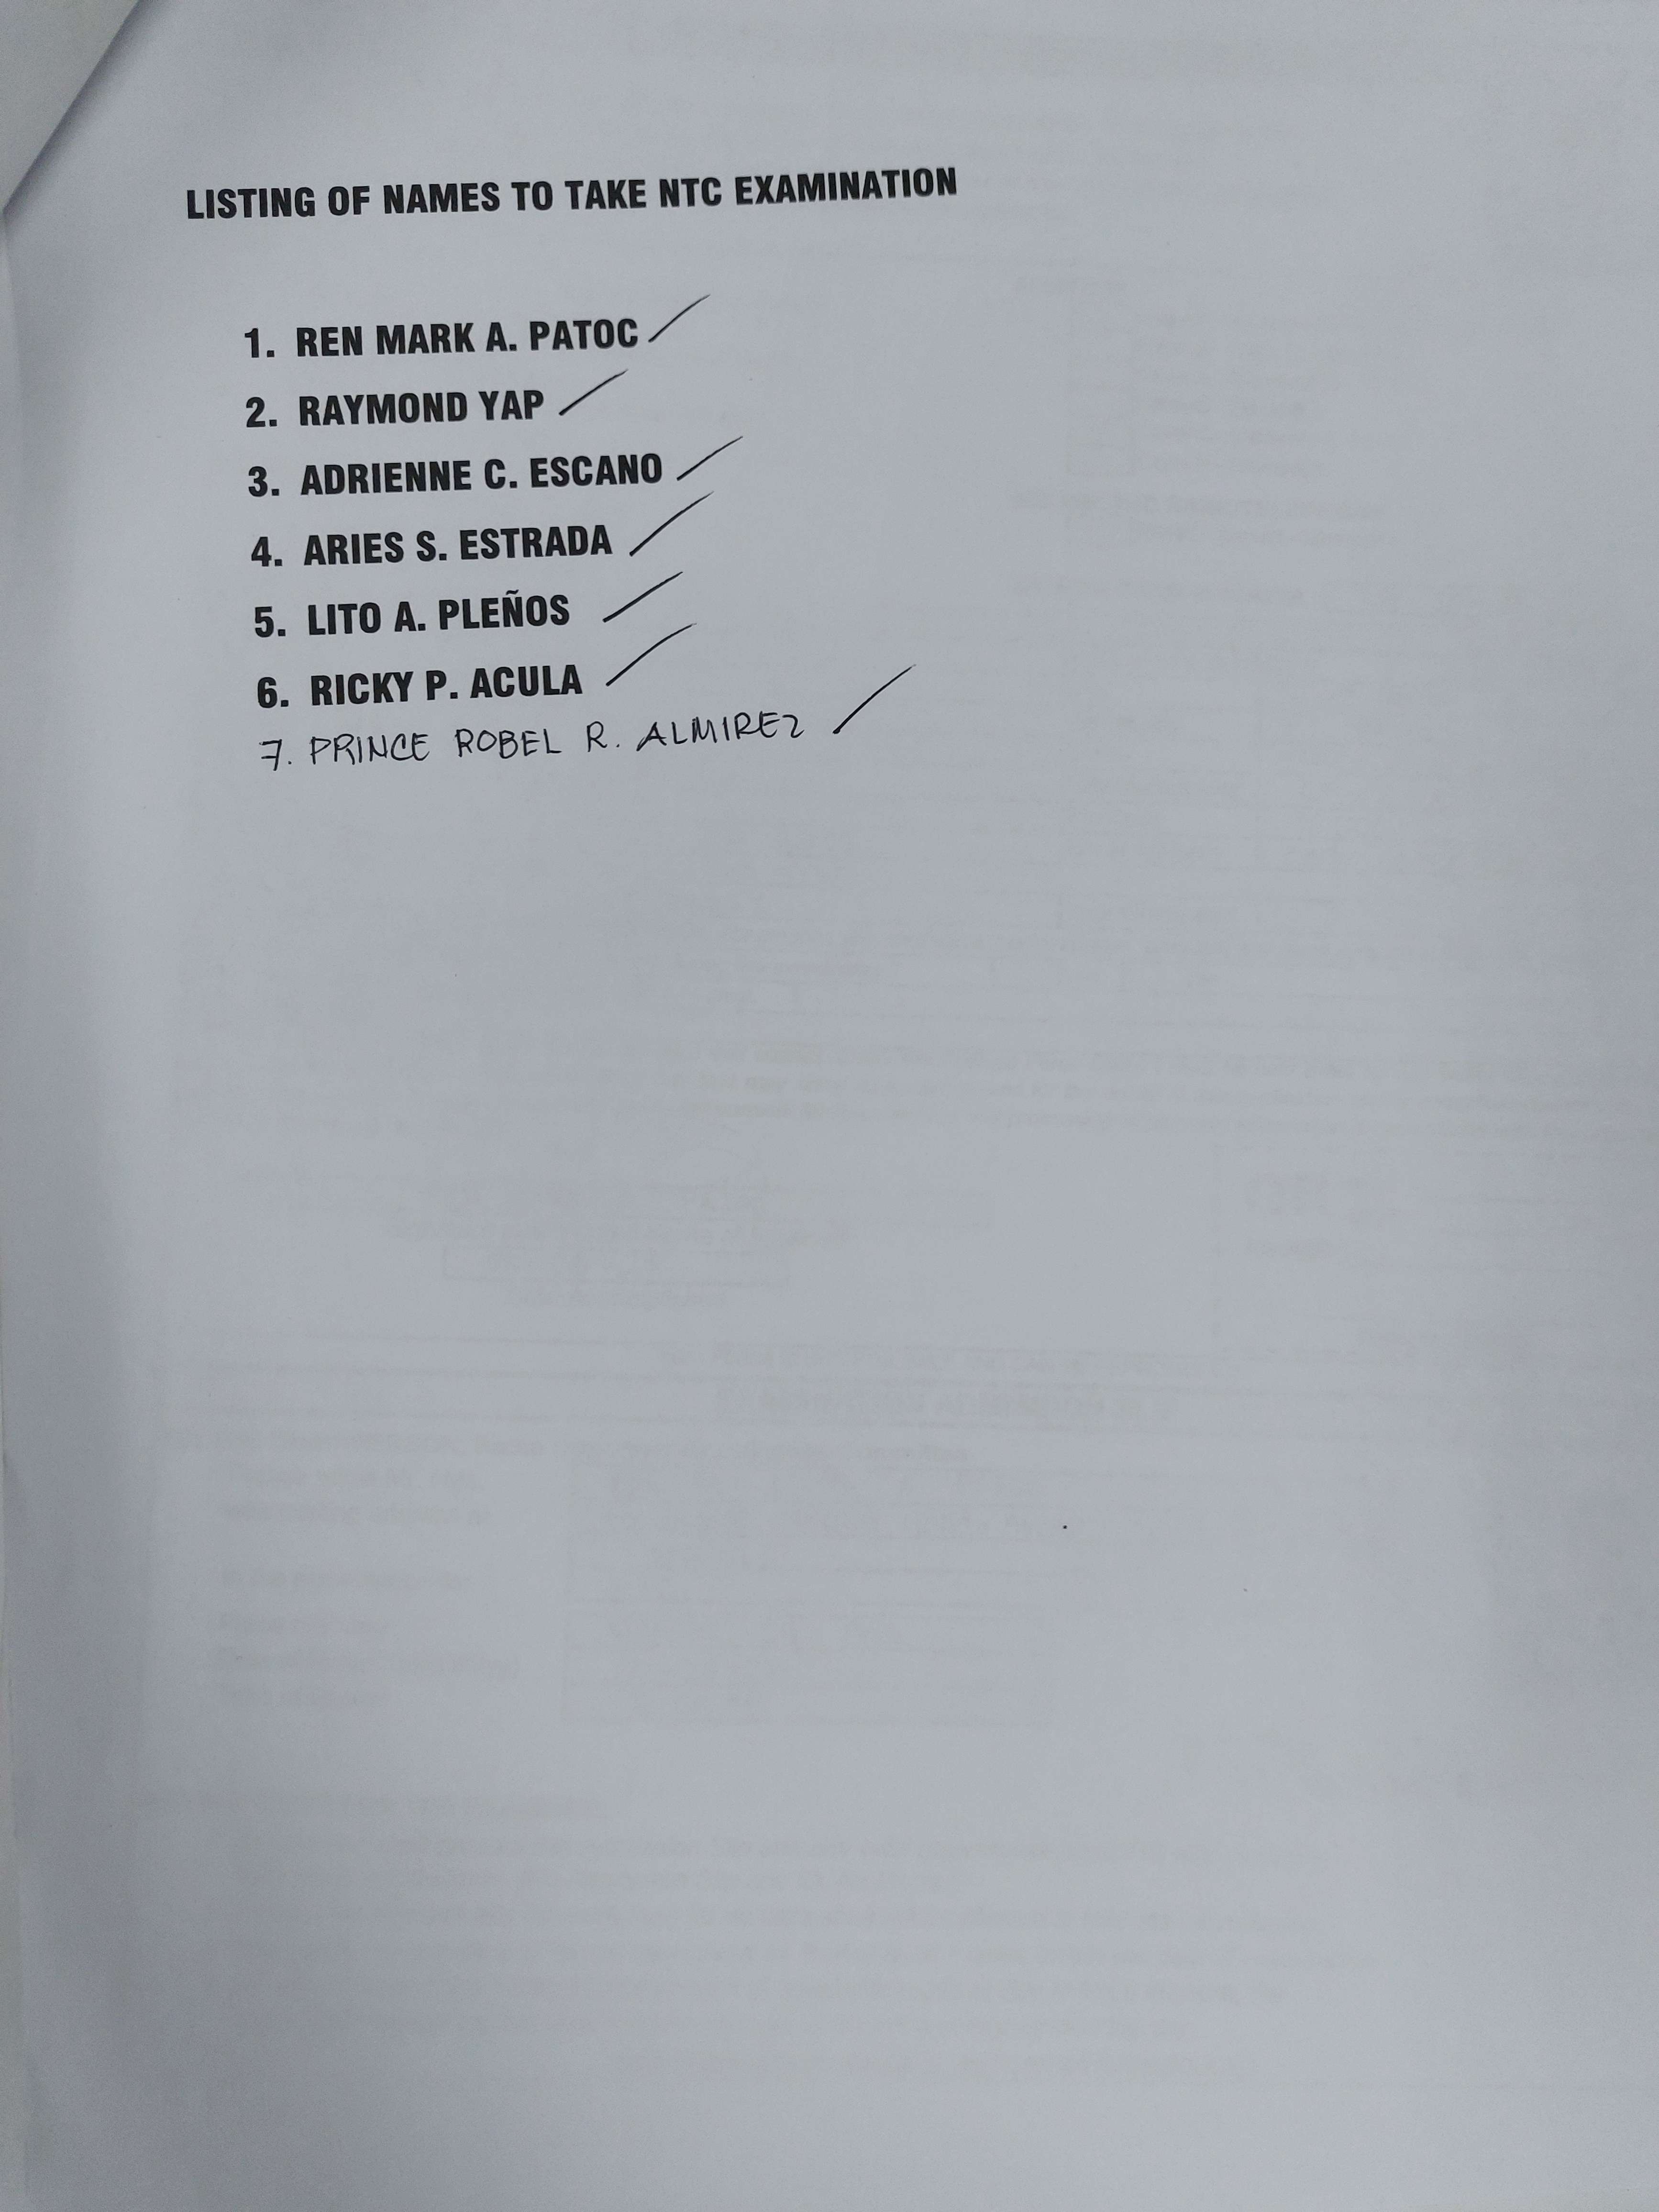 LISTING OF NAMES TO TAKE NTC EXAMINATION
1. REN MARK A. PATOC
2. RAYMOND YAP
3. ADRIENNE C. ESCANO
4. ARIES S. ESTRADA
5. LITO A. PLEÑOS
6. RICKY P. ACULA
7. PRINCE ROBEL R. ALMIREZ